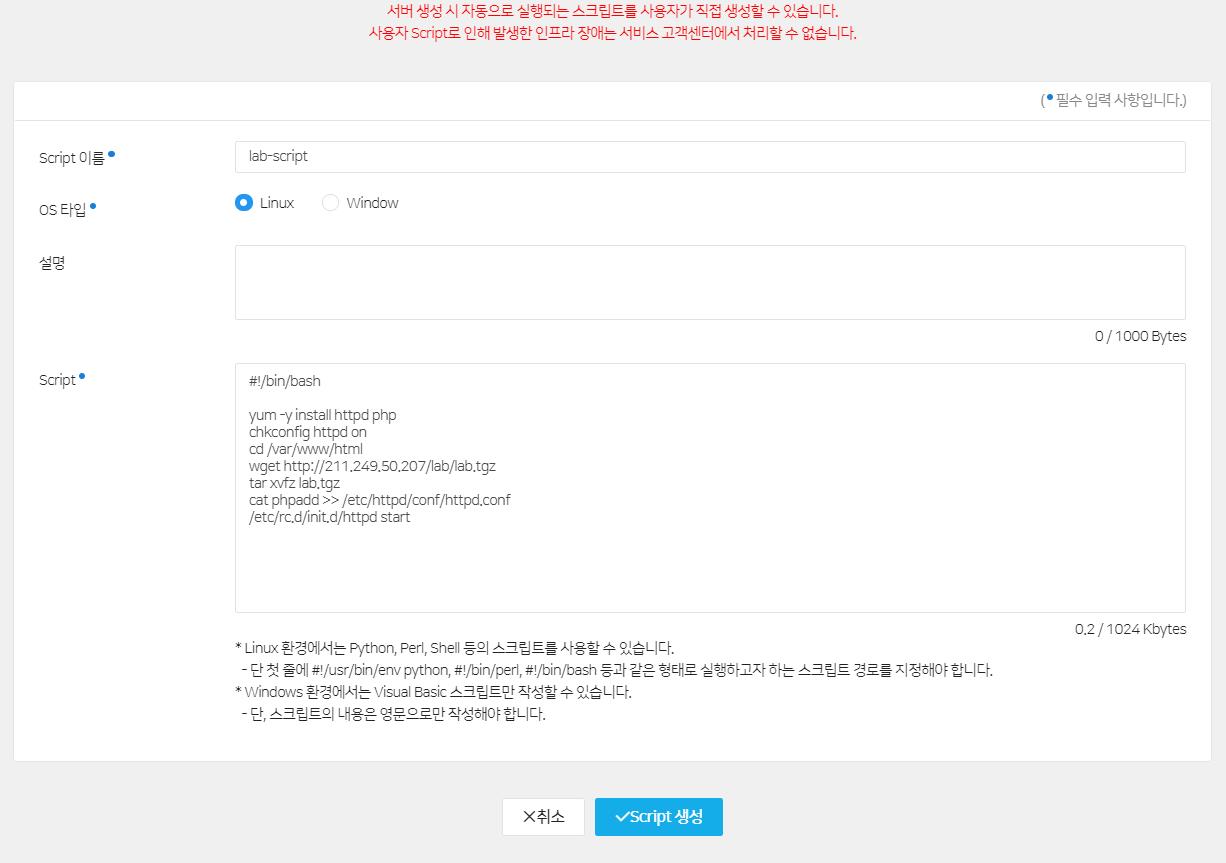 서버 생성 시 자동으로 실행되는 스크립트를 사용자가 직접 생성할 수 있습니다.
사용자 Script로 인해 발생한 인프라 장애는 서비스 고객센터에서 처리할 수 없습니다.
(•필수 입력 사항입니다.)
Script 이름•
lab-script
OS 타입•
Linux Window
설명
0 / 1000 Bytes
Script•
#!/bin/bash
yum -y install httpd php
chkconfig httpd on
cd /var/www/html
wget http://211.249.50.207/lab/lab.tgz
tar xvfz lab.tgz
cat phpadd >> /etc/httpd/conf/httpd.conf
/etc/rc.d/init.d/httpd start
0.2 / 1024 Kbytes
* Linux 환경에서는 Python, Perl, Shell 등의 스크립트를 사용할 수 있습니다.
- 단 첫 줄에 #!/usr/bin/env python, #!/bin/perl, #!/bin/bash 등과 같은 형태로 실행하고자 하는 스크립트 경로를 지정해야 합니다.
* Windows 환경에서는 Visual Basic 스크립트만 작성할 수 있습니다.
- 단, 스크립트의 내용은 영문으로만 작성해야 합니다.
×취소
✓Script 생성